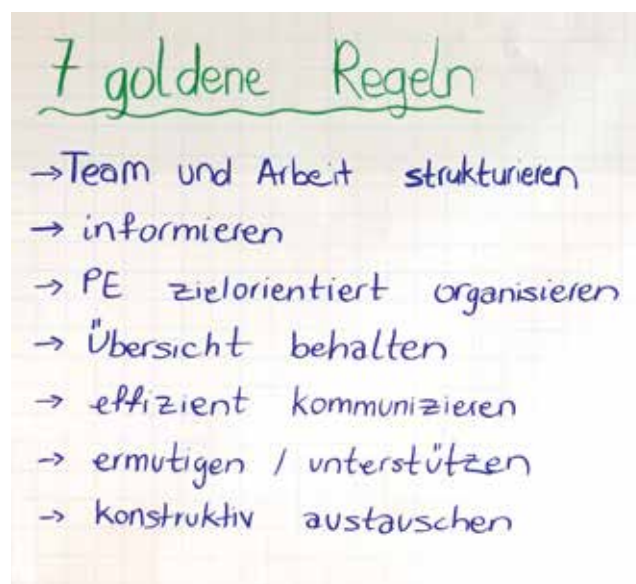 7 goldene Regeln
→Team und Arbeit strukturieren
→ informieren
→ PE zielorientiert organisieren
→ Übersicht behalten
→ effizient kommunizieren
→ ermutigen / unterstützen
→ konstruktiv austauschen